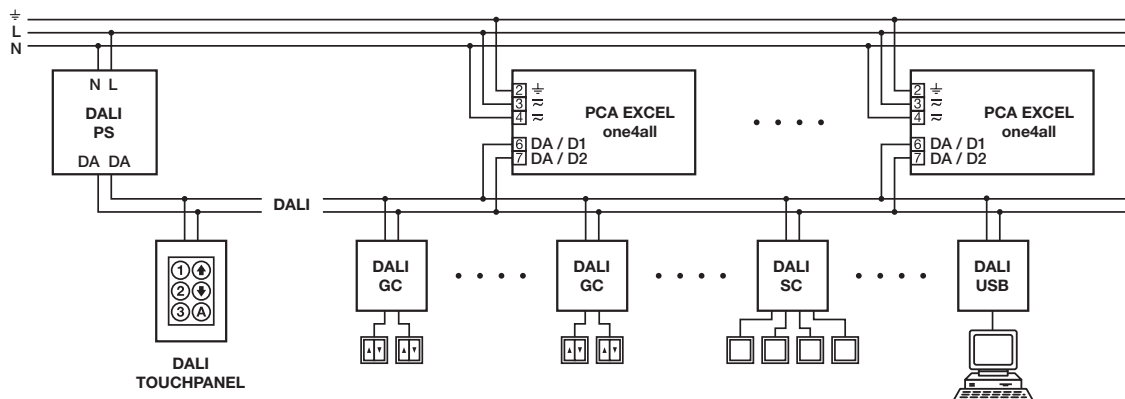 ⏚
L
N
N L
DALI
PS
DA DA
2 ⏚
3
4
6 DA / D1
7 DA / D2
PCA EXCEL
one4all
2 ⏚
3
4
6 DA / D1
7 DA / D2
PCA EXCEL
one4all
DALI
1
2
3 A
DALI
TOUCHPANEL
DALI
GC
DALI
GC
DALI
SC
DALI
USB